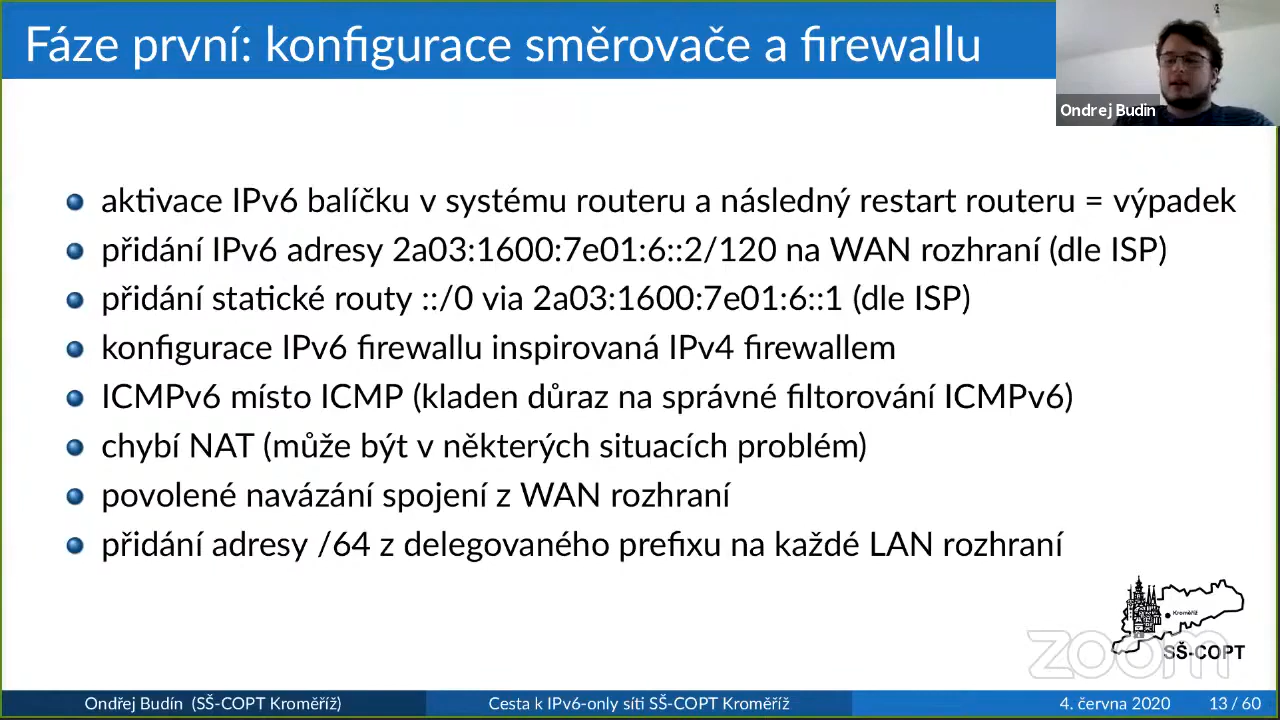 Fáze první: konfigurace směrovače a firewallu
Ondrej Budin
aktivace IPv6 balíčku v systému routeru a následný restart routeru = výpadek
přidání IPv6 adresy 2a03:1600:7e01:6::2/120 na WAN rozhraní (dle ISP)
přidání statické routy ::/0 via 2a03:1600:7e01:6::1 (dle ISP)
konfigurace IPv6 firewallu inspirovaná IPv4 firewallem
ICMPv6 místo ICMP (kladen důraz na správné filtorování ICMPv6)
chybí NAT (může být v některých situacích problém)
povolené navázání spojení z WAN rozhraní
přidání adresy /64 z delegovaného prefixu na každé LAN rozhraní
Kroměříž
zoom
SŠ-COPT
Ondřej Budín (SŠ-COPT Kroměříž)
Cesta k IPv6-only síti SŠ-COPT Kroměříž
4. června 2020
13 / 60